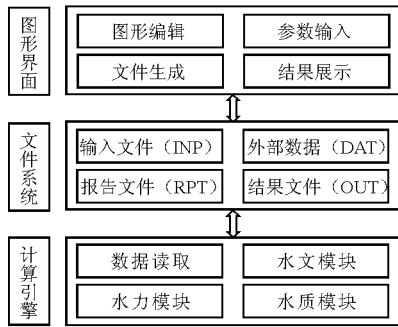 图形界面
图形编辑 参数输入
文件生成 结果展示
文件系统
输入文件（INP） 外部数据（DAT）
报告文件（RPT） 结果文件（OUT）
计算引擎
数据读取 水文模块
水力模块 水质模块